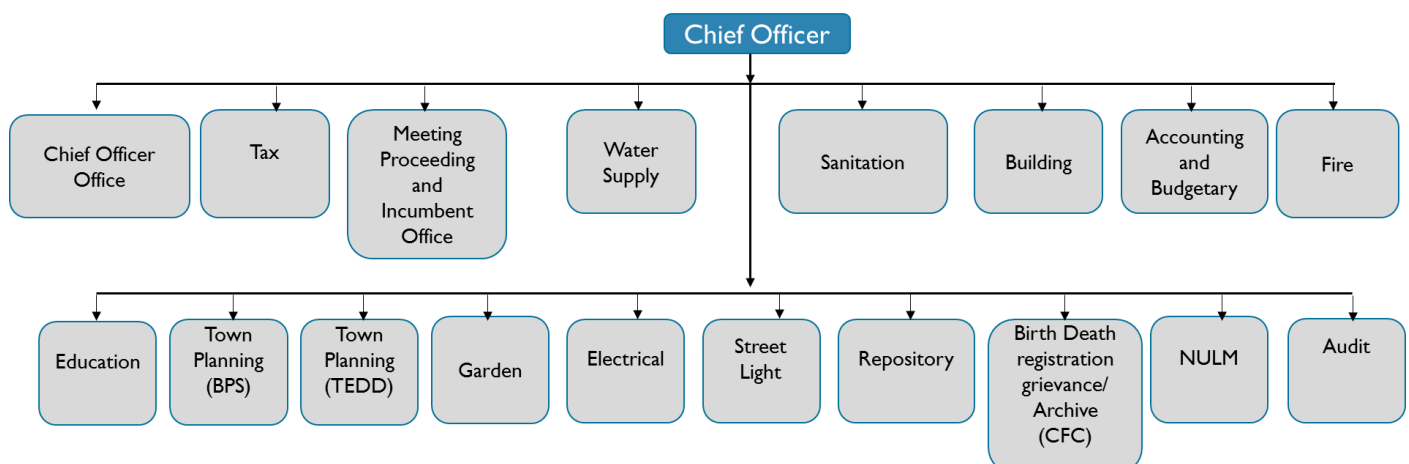 Chief Officer
Chief Officer
Office
Tax
Meeting
Proceeding
and
Incumbent
Office
Water
Supply
Sanitation
Building
Accounting
and
Budgetary
Fire
Education
Town
Planning
(BPS)
Town
Planning
(TEDD)
Garden
Electrical
Street
Light
Repository
Birth Death
registration
grievance/
Archive
(CFC)
NULM
Audit